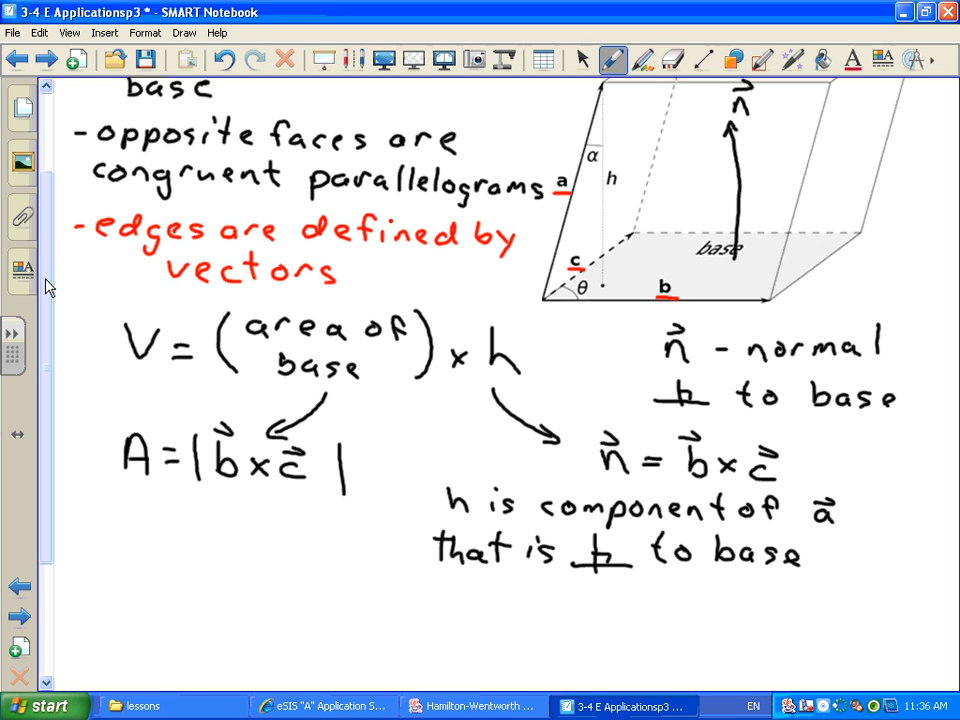 3-4 E Applicationsp3 * - SMART Notebook
File Edit View Insert Format Draw Help
base
- opposite faces are
congruent parallelograms
- edges are defined by
vectors
n⃗
α
h
a
c
θ
b
base
V = (area of base) × h
n⃗ - normal
⊥ to base
A = | b⃗ × c⃗ |
n⃗ = b⃗ × c⃗
h is component of a⃗
that is ⊥ to base
start
lessons
eSIS "A" Application S...
Hamilton-Wentworth ...
3-4 E Applicationsp3 ...
EN
11:36 AM